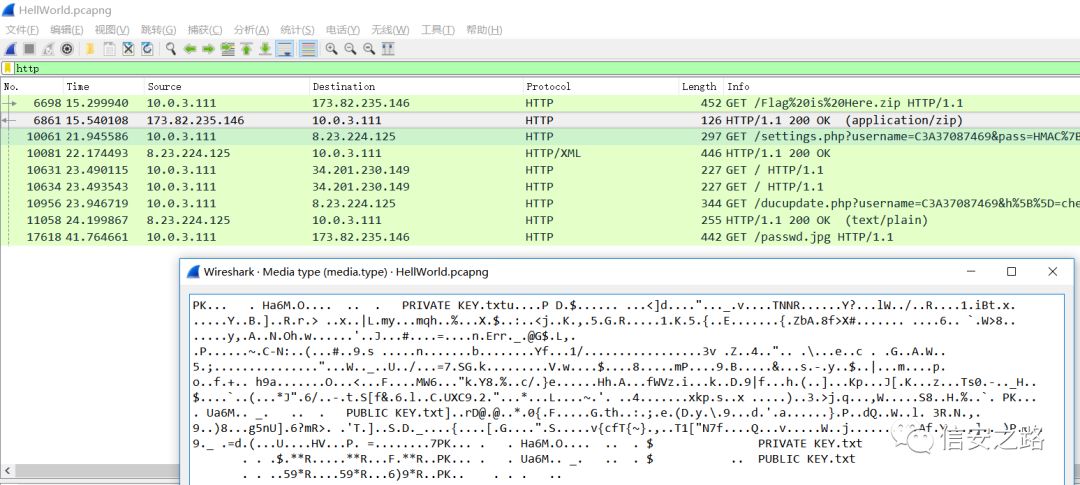 HellWorld.pcapng
文件(F) 编辑(E) 视图(V) 跳转(G) 捕获(C) 分析(A) 统计(S) 电话(Y) 无线(W) 工具(T) 帮助(H)
http
No. Time Source Destination Protocol Length Info
6698 15.299940 10.0.3.111 173.82.235.146 HTTP 452 GET /Flag%20is%20Here.zip HTTP/1.1
6861 15.540108 173.82.235.146 10.0.3.111 HTTP 126 HTTP/1.1 200 OK (application/zip)
10061 21.945586 10.0.3.111 8.23.224.125 HTTP 297 GET /settings.php?username=C3A37087469&pass=HMAC%7B
10081 22.174493 8.23.224.125 10.0.3.111 HTTP/XML 446 HTTP/1.1 200 OK
10631 23.490115 10.0.3.111 34.201.230.149 HTTP 227 GET / HTTP/1.1
10634 23.493543 10.0.3.111 34.201.230.149 HTTP 227 GET / HTTP/1.1
10956 23.946719 10.0.3.111 8.23.224.125 HTTP 344 GET /ducupdate.php?username=C3A37087469&h%5B%5D=che
11058 24.199867 8.23.224.125 10.0.3.111 HTTP 255 HTTP/1.1 200 OK (text/plain)
17618 41.764661 10.0.3.111 173.82.235.146 HTTP 442 GET /passwd.jpg HTTP/1.1
Wireshark · Media type (media.type) · HellWorld.pcapng
PK... . . Ha6M.O.... .. . PRIVATE KEY.txtu....P D.$...... ...<]d...."..._.v....TNNR......Y?...lW../..R....1.iBt.x.
.....Y..B.]..R.r.> ..x..|L.my...mqh..%...X.$..:..<j..K.,.5.G.R.....1.K.5.{..E.......{.ZbA.8f>X#....... ....6.. `.W>8..
.....y,.A..N.Oh.w......'..J...#....=....n.Err._.@G$.L,.
.P......~.C-N:..(...#..9.s .....n.......b........Yf...1/...............3v .Z..4..".. .\...e..c . .G..A.W..
5.;..............."...W.._..U../...=7.SG.k.........V.w....$....8.....mP....9.B.....&...s.-.y..$..|...m....p.
o..f.+.. h9a.......O...<...F....MW6..."k.Y8.%..c/.}e......Hh.A...fWVz.i...k..D.9|f...h.(..]...Kp...J[.K...z...Ts0.-.._H..
$....`..(...*J".6/..-.t.S[f&.6.l..C.UXC9.2."...*...L....~.'. ..4.......xkp.s..x .....)..3.>j.q...,W.....S8..H.%..`. PK...
. Ua6M.. _. .. . PUBLIC KEY.txt]..rD@.@..*.0{.F.....G.th..:.;.e.(D.y.\.9...d.'.a......}.P..dQ..W..l. 3R.N.,.
9..)8...g5nU].6?mR>. .'T.]..S.D._....{....[.G....".S.....v{cfT{~}.,..T1["N7f....Q...v.....W..j
9._ .=d.(...U....HV...P. =........7PK... . . Ha6M.O.... .. . $ PRIVATE KEY.txt
. . .$.**R.....**R...F.**R..PK... . . Ua6M.. _. .. . $ .. PUBLIC KEY.txt
. . ..59*R....59*R...6)9*R..PK.. . . . . ..
信安之路